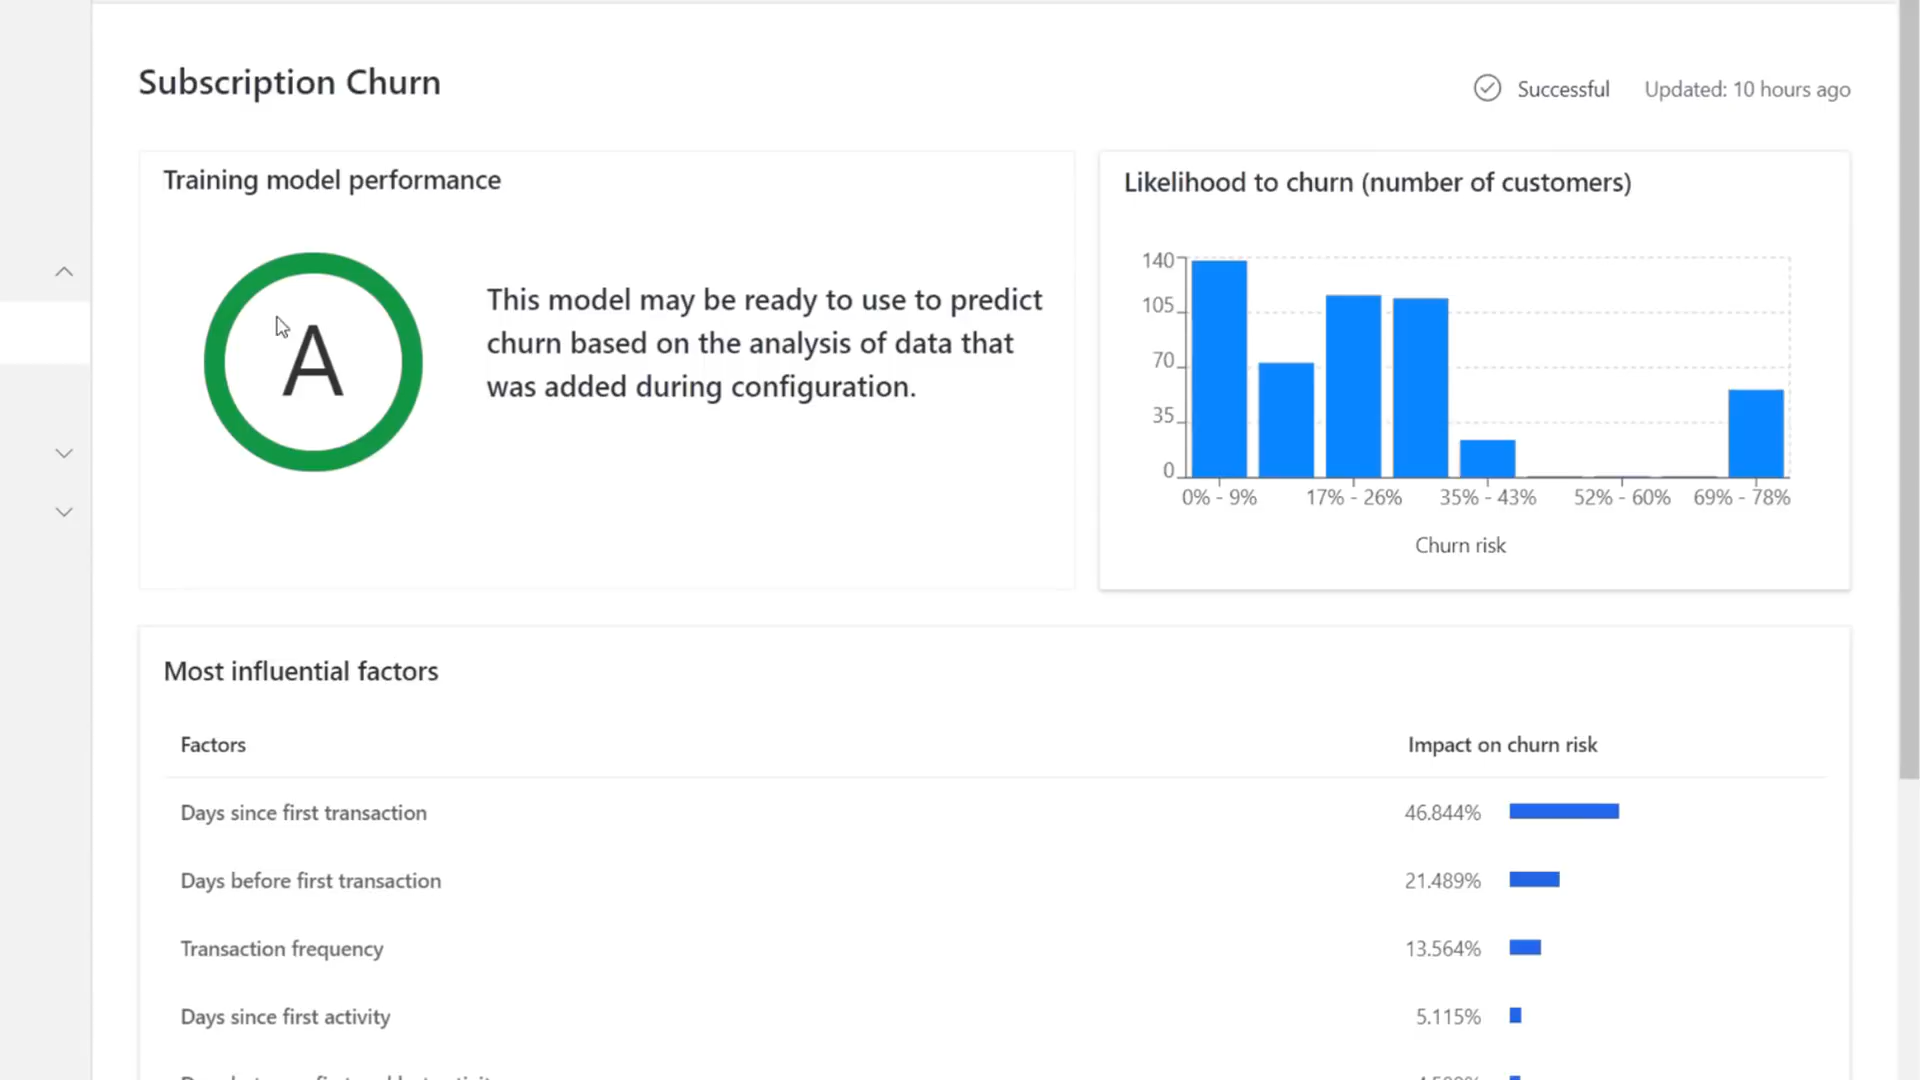 Subscription Churn
Successful
Updated: 10 hours ago
Training model performance
A
This model may be ready to use to predict
churn based on the analysis of data that
was added during configuration.
Likelihood to churn (number of customers)
140
105
70
35
0
0% - 9%
17% - 26%
35% - 43%
52% - 60%
69% - 78%
Churn risk
Most influential factors
Factors
Impact on churn risk
Days since first transaction
46.844%
Days before first transaction
21.489%
Transaction frequency
13.564%
Days since first activity
5.115%